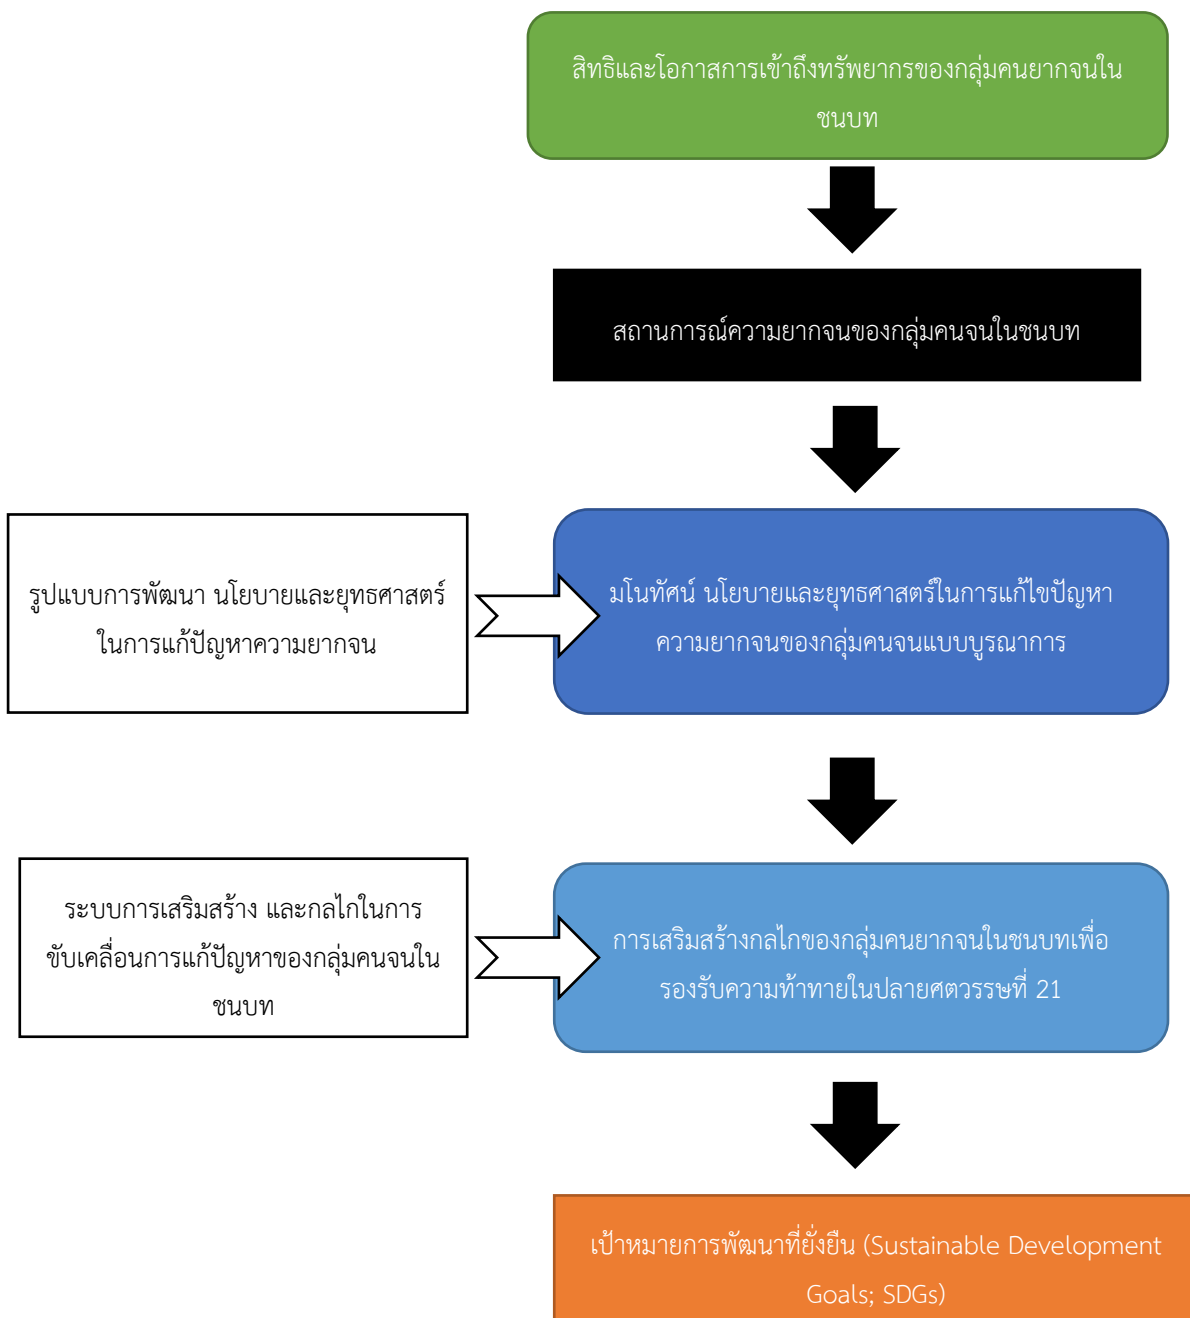 สิทธิและโอกาสการเข้าถึงทรัพยากรของกลุ่มคนยากจนใน
ชนบท
สถานการณ์ความยากจนของกลุ่มคนจนในชนบท
รูปแบบการพัฒนา นโยบายและยุทธศาสตร์
ในการแก้ปัญหาความยากจน
มโนทัศน์ นโยบายและยุทธศาสตร์ในการแก้ไขปัญหา
ความยากจนของกลุ่มคนจนแบบบูรณาการ
ระบบการเสริมสร้าง และกลไกในการ
ขับเคลื่อนการแก้ปัญหาของกลุ่มคนจนใน
ชนบท
การเสริมสร้างกลไกของกลุ่มคนยากจนในชนบทเพื่อ
รองรับความท้าทายในปลายศตวรรษที่ 21
เป้าหมายการพัฒนาที่ยั่งยืน (Sustainable Development
Goals; SDGs)